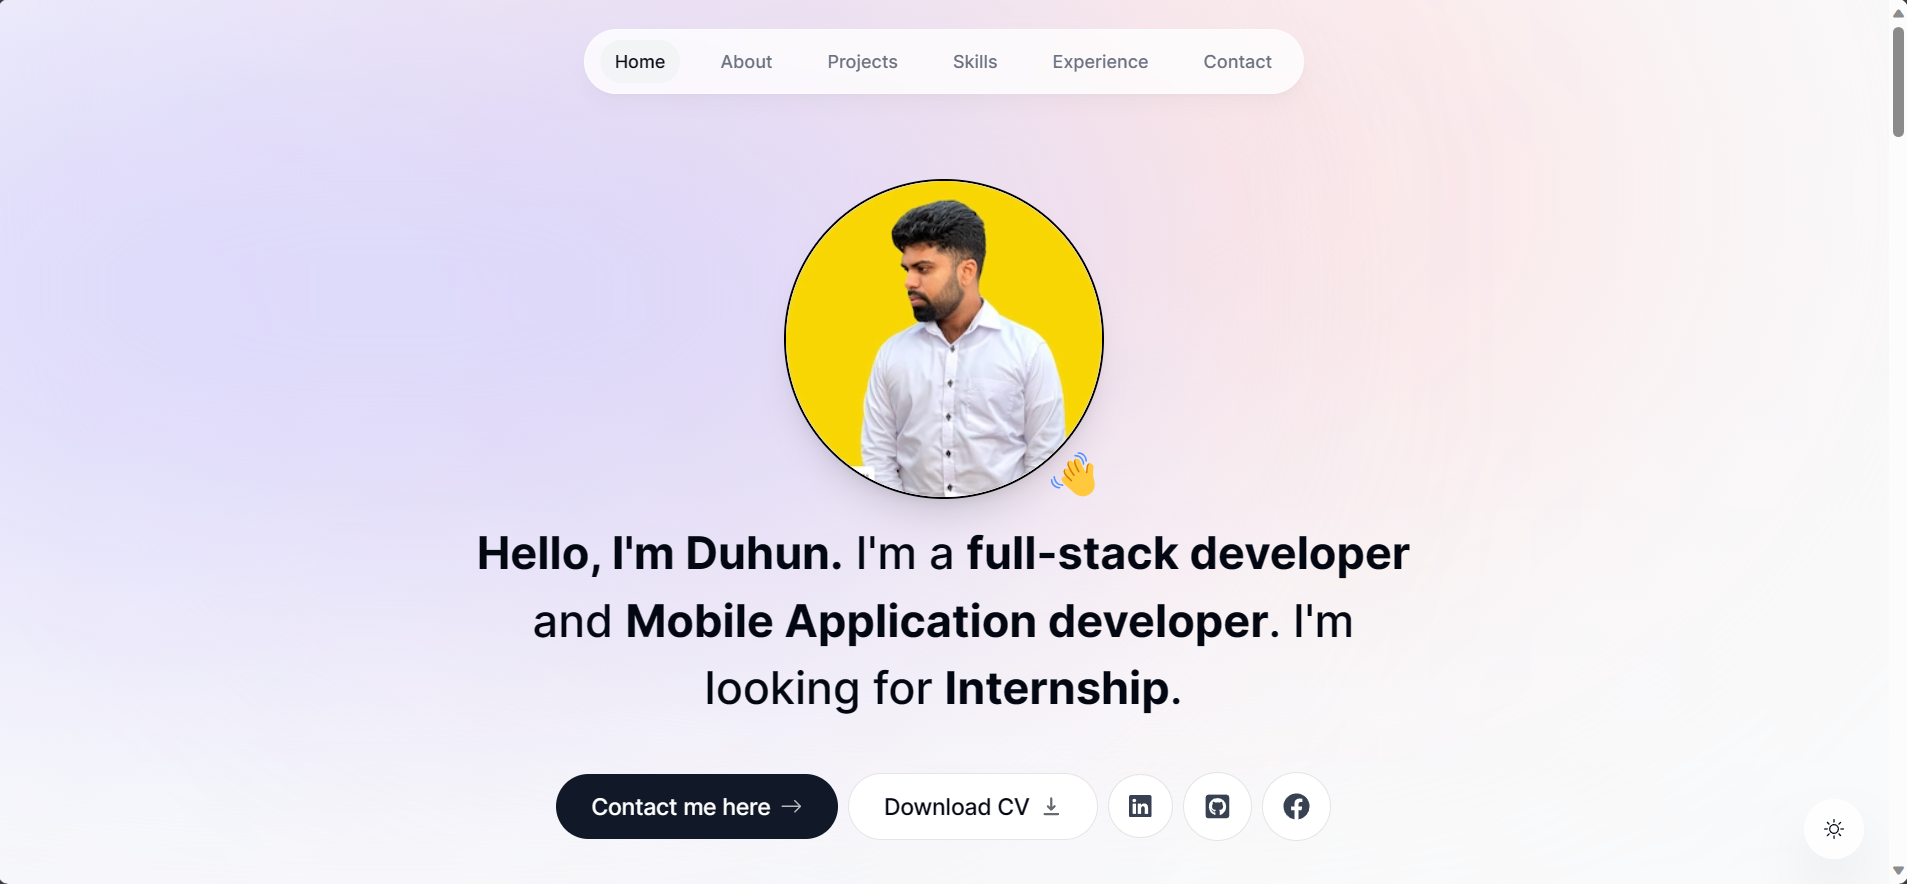 Home About Projects Skills Experience Contact
Hello, I'm Duhun. I'm a full-stack developer
and Mobile Application developer. I'm
looking for Internship.
Contact me here Download CV